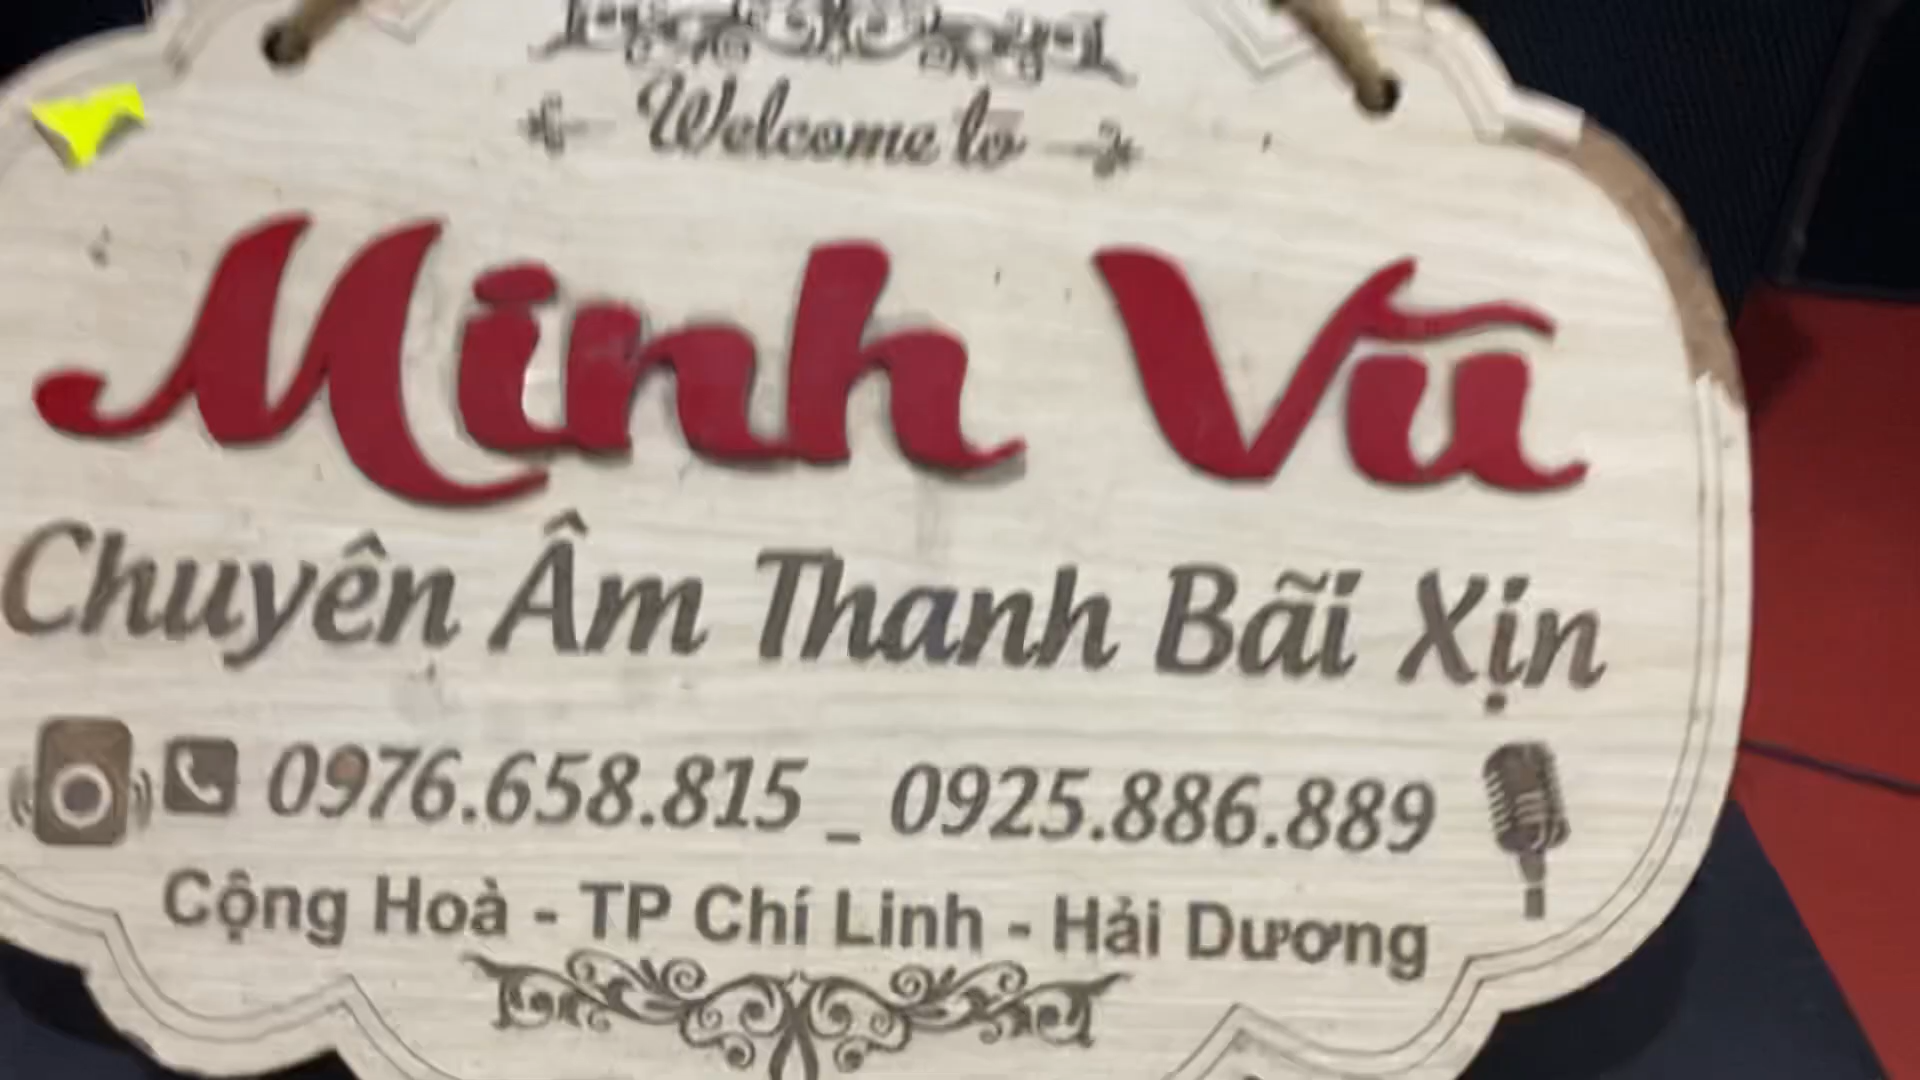 Welcome to
Minh Vũ
Chuyên Âm Thanh Bãi Xịn
0976.658.815 _ 0925.886.889
Cộng Hoà - TP Chí Linh - Hải Dương